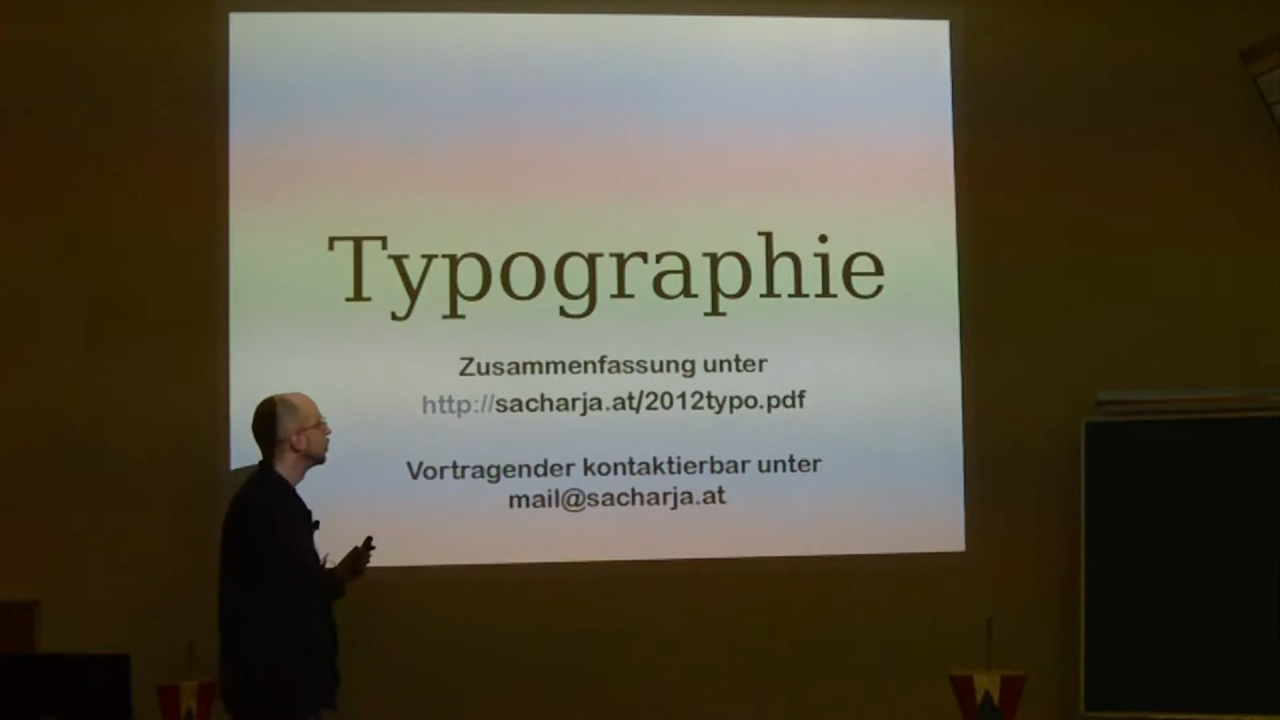 Typographie
Zusammenfassung unter
http://sacharja.at/2012typo.pdf
Vortragender kontaktierbar unter
mail@sacharja.at